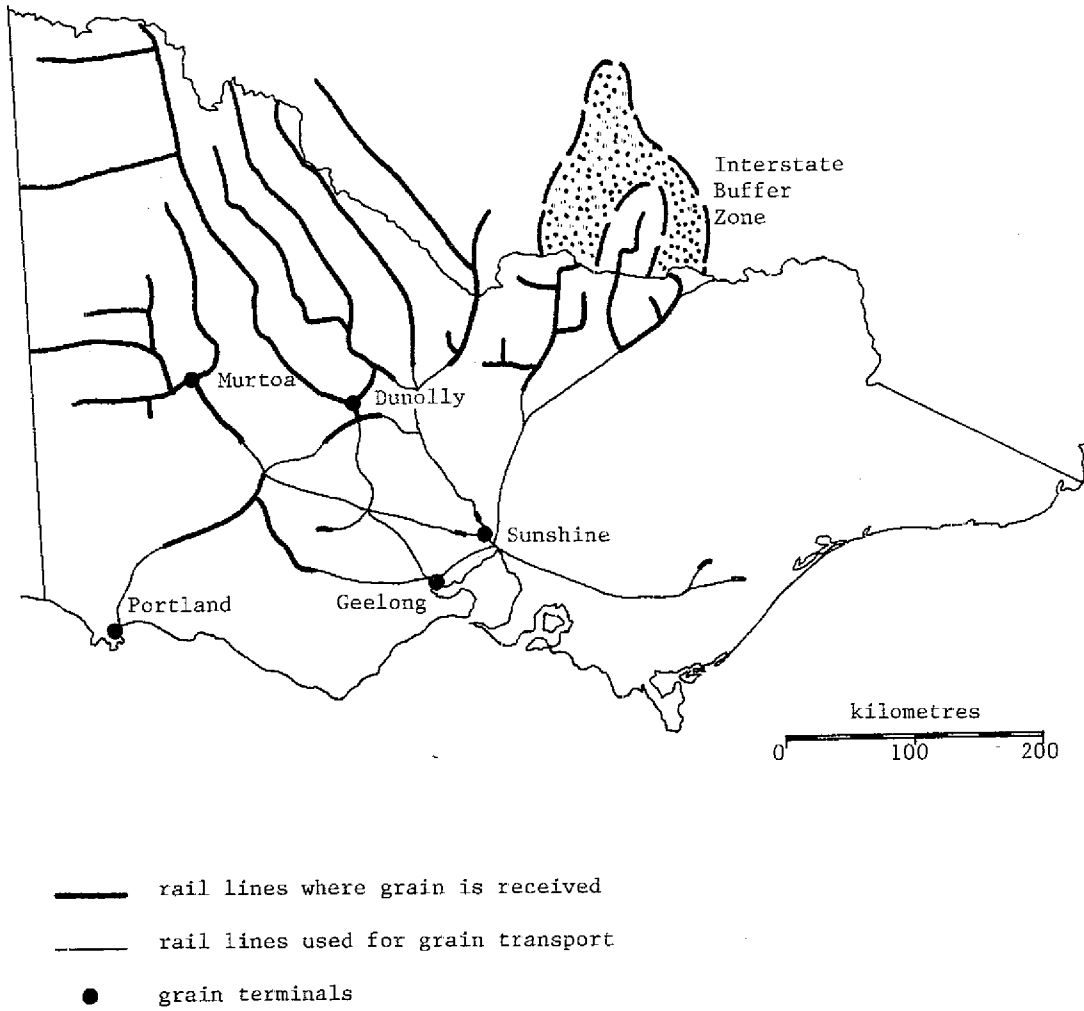 Interstate
Buffer
Zone
Murtoa
Dunolly
Sunshine
Portland
Geelong
kilometres
0 100 200
rail lines where grain is received
rail lines used for grain transport
grain terminals